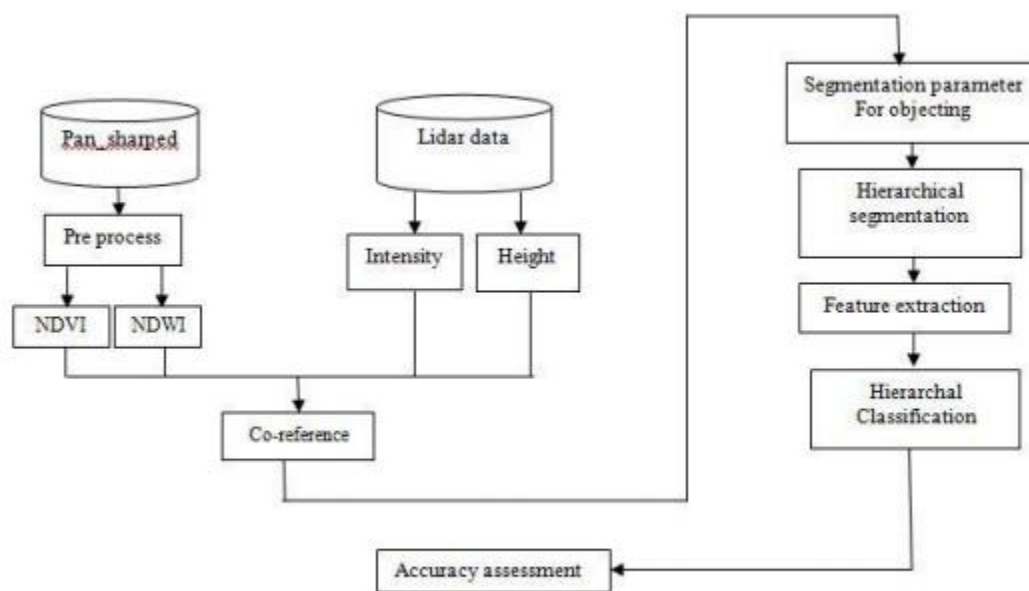 Pan_sharped
Lidar data
Pre process
Intensity
Height
NDVI
NDWI
Co-reference
Segmentation parameter
For objecting
Hierarchical
segmentation
Feature extraction
Hierarchal
Classification
Accuracy assessment